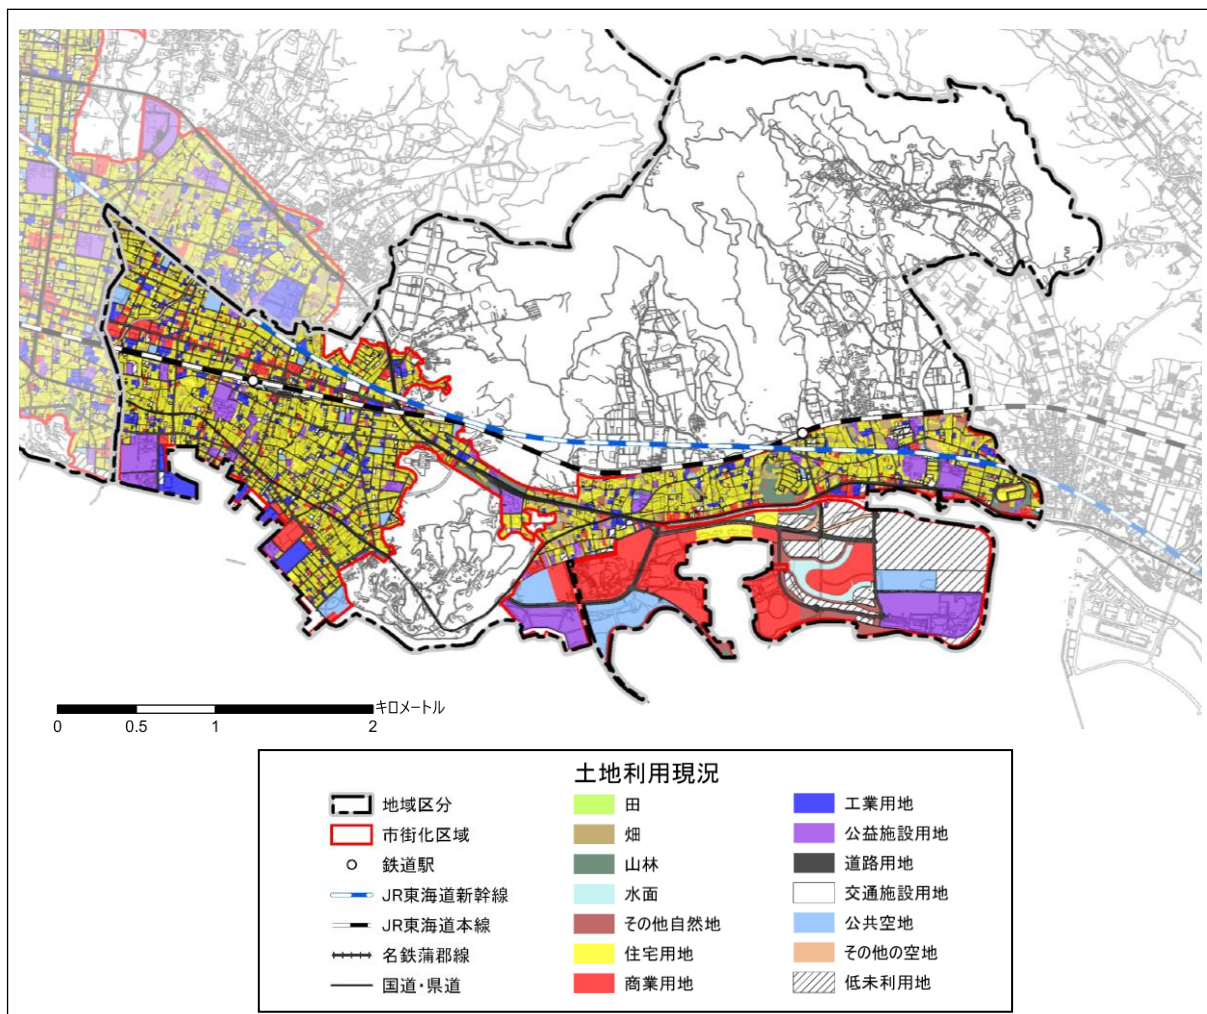 キロメートル
0 0.5 1 2
土地利用現況
地域区分
市街化区域
鉄道駅
JR東海道新幹線
JR東海道本線
名鉄蒲郡線
国道・県道
田
畑
山林
水面
その他自然地
住宅用地
商業用地
工業用地
公益施設用地
道路用地
交通施設用地
公共空地
その他の空地
低未利用地